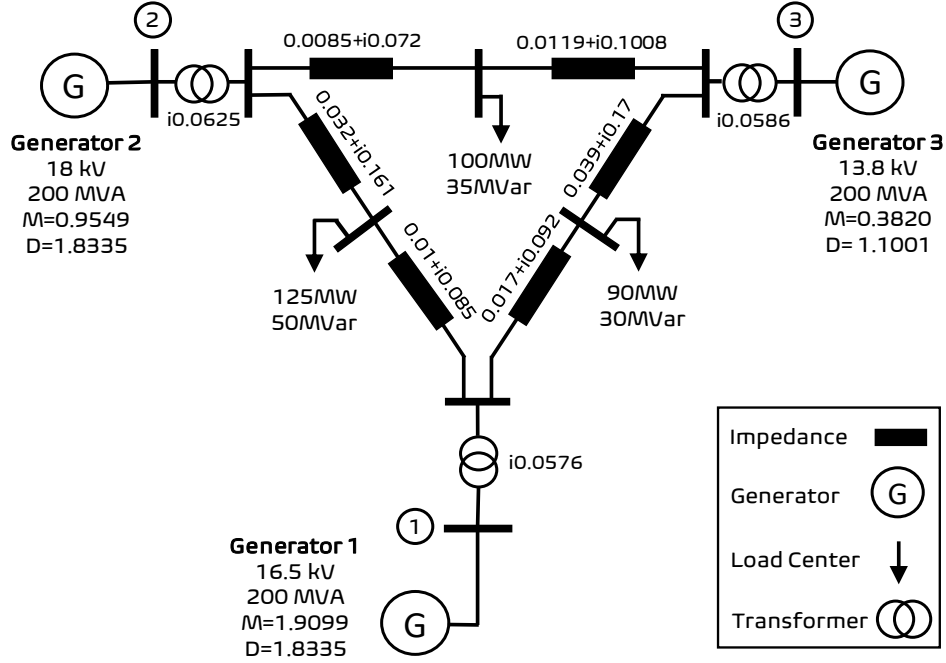 2
3
0.0085+i0.072
0.0119+i0.1008
G
G
i0.0625
i0.0586
Generator 2
18 kV
200 MVA
M=0.9549
D=1.8335
Generator 3
13.8 kV
200 MVA
M=0.3820
D= 1.1001
0.032+i0.161
100MW
35MVar
0.039+i0.17
0.01+i0.085
0.017+i0.092
125MW
50MVar
90MW
30MVar
i0.0576
1
Generator 1
16.5 kV
200 MVA
M=1.9099
D=1.8335
G
Impedance
Generator
G
Load Center
Transformer